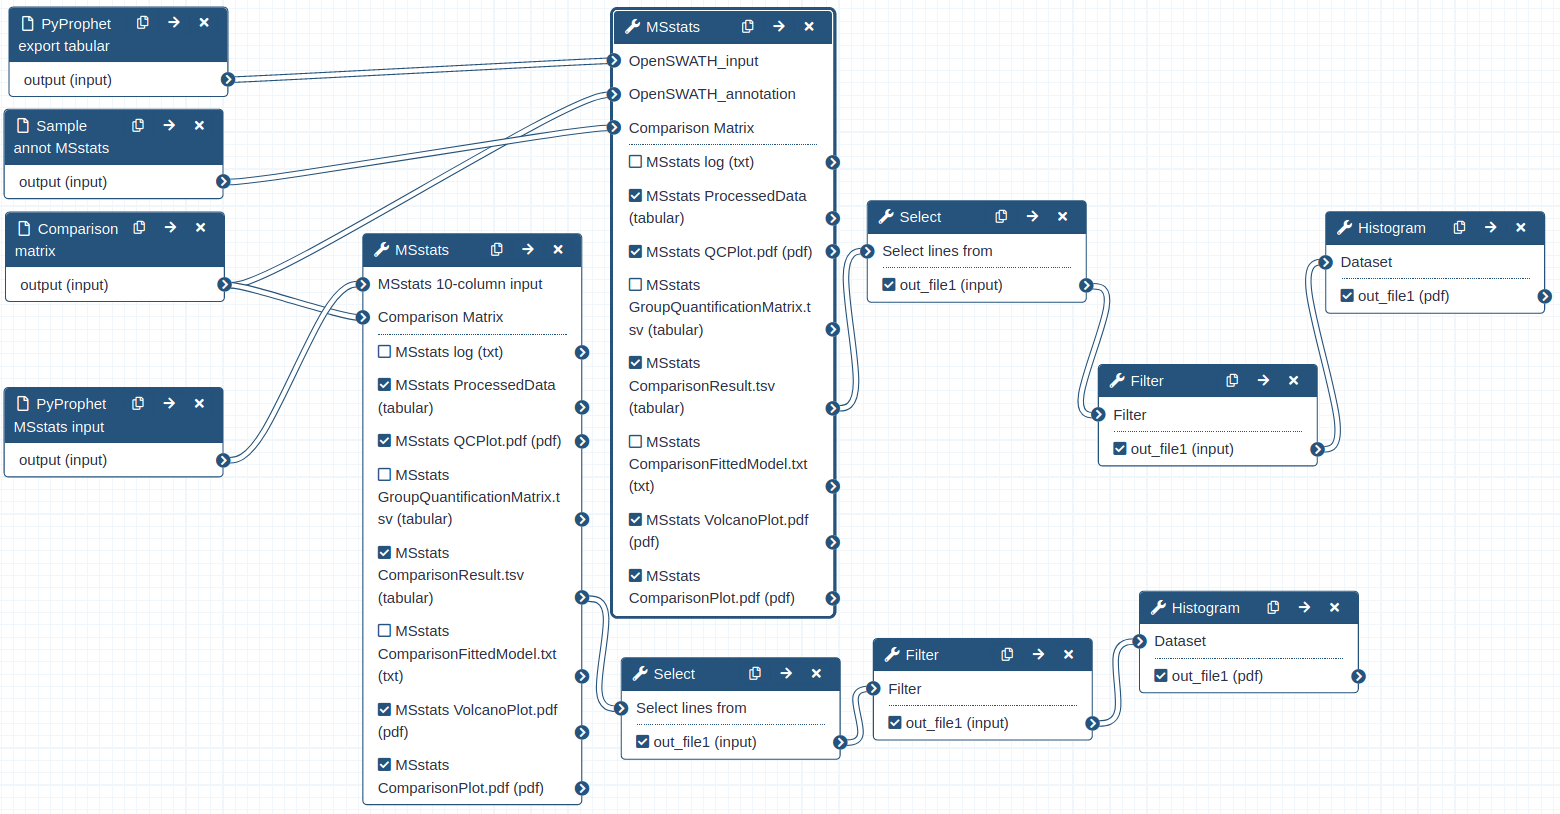 PyProphet
export tabular
output (input)
Sample
annot MSstats
output (input)
Comparison
matrix
output (input)
PyProphet
MSstats input
output (input)
MSstats
MSstats 10-column input
Comparison Matrix
MSstats log (txt)
MSstats ProcessedData
(tabular)
MSstats QCPlot.pdf (pdf)
MSstats
GroupQuantificationMatrix.t
sv (tabular)
MSstats
ComparisonResult.tsv
(tabular)
MSstats
ComparisonFittedModel.txt
(txt)
MSstats VolcanoPlot.pdf
(pdf)
MSstats
ComparisonPlot.pdf (pdf)
MSstats
OpenSWATH_input
OpenSWATH_annotation
Comparison Matrix
MSstats log (txt)
MSstats ProcessedData
(tabular)
MSstats QCPlot.pdf (pdf)
MSstats
GroupQuantificationMatrix.t
sv (tabular)
MSstats
ComparisonResult.tsv
(tabular)
MSstats
ComparisonFittedModel.txt
(txt)
MSstats VolcanoPlot.pdf
(pdf)
MSstats
ComparisonPlot.pdf (pdf)
Select
Select lines from
out_file1 (input)
Filter
Filter
out_file1 (input)
Histogram
Dataset
out_file1 (pdf)
Select
Select lines from
out_file1 (input)
Filter
Filter
out_file1 (input)
Histogram
Dataset
out_file1 (pdf)